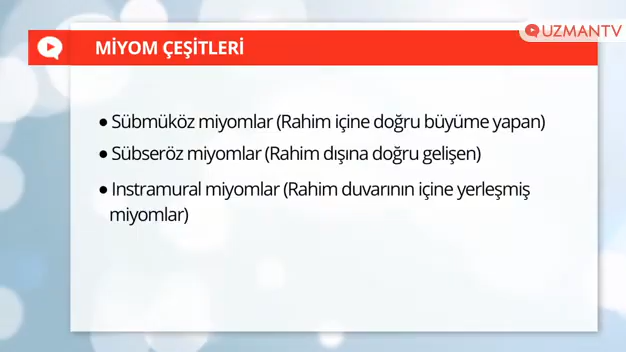 UZMANTV
MİYOM ÇEŞİTLERİ
● Sübmüköz miyomlar (Rahim içine doğru büyüme yapan)
● Sübseröz miyomlar (Rahim dışına doğru gelişen)
● Instramural miyomlar (Rahim duvarının içine yerleşmiş
miyomlar)